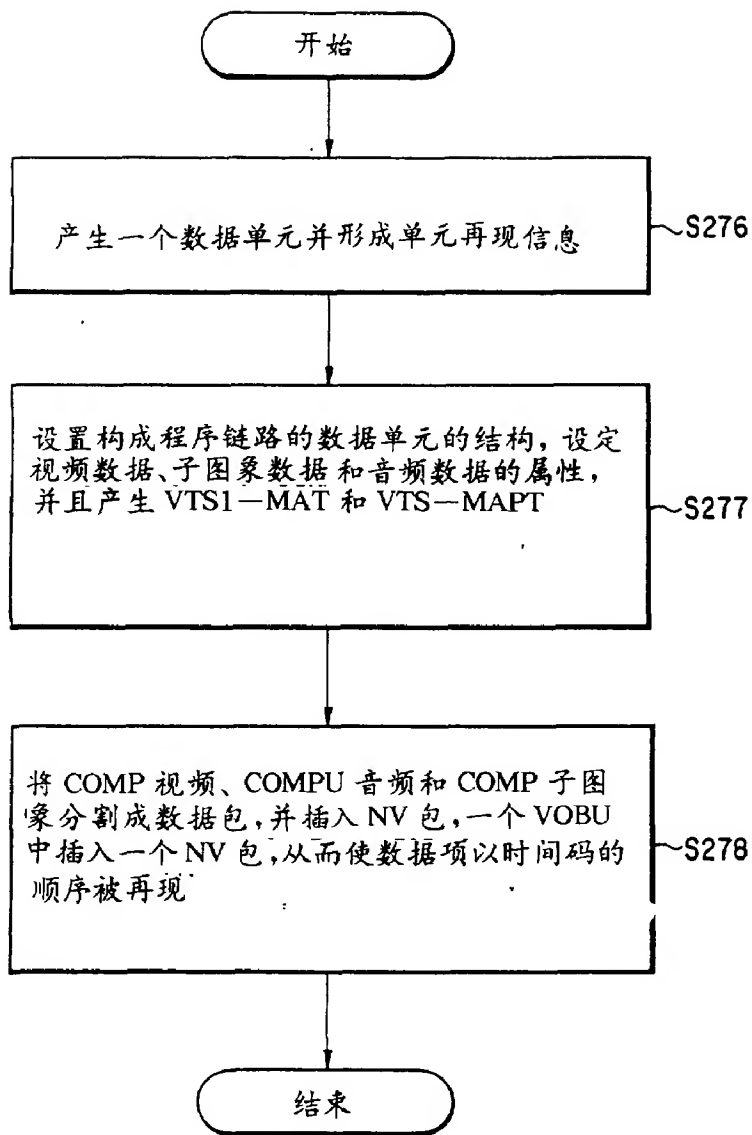 开始
产生一个数据单元并形成单元再现信息
S276
设置构成程序链路的数据单元的结构,设定
视频数据、子图象数据和音频数据的属性,
并且产生 VTS1—MAT 和 VTS—MAPT
S277
将 COMP 视频、COMPU 音频和 COMP 子图
象分割成数据包,并插入 NV 包,一个 VOBU
中插入一个 NV 包,从而使数据项以时间码的
顺序被再现
S278
结束